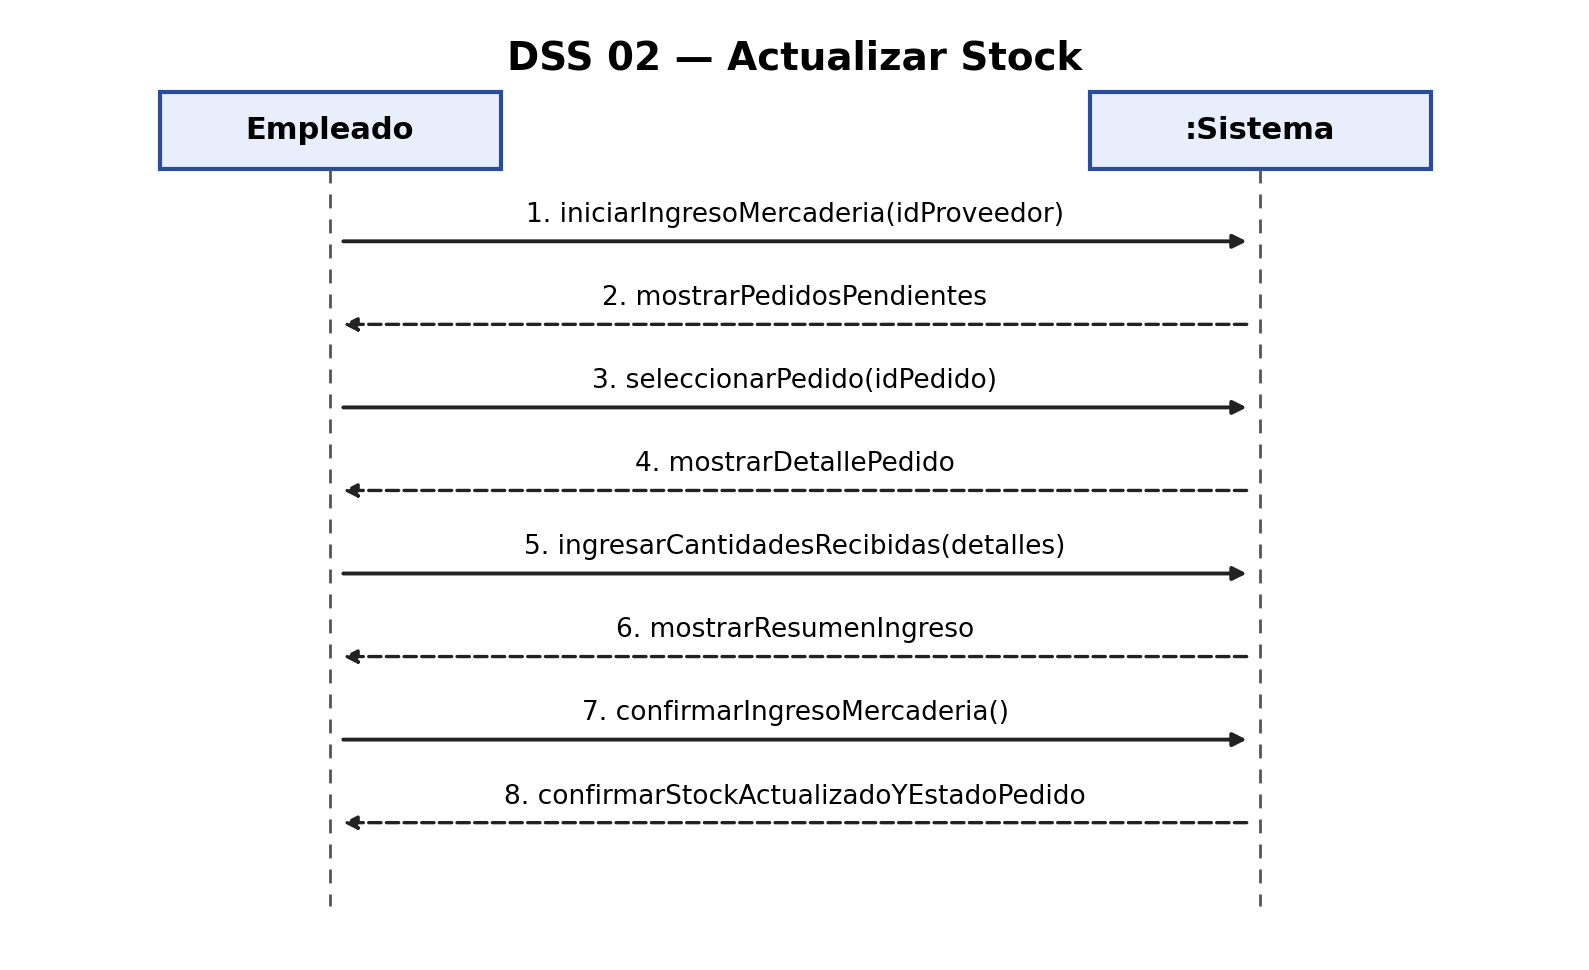 DSS 02 — Actualizar Stock
Empleado
:Sistema
1. iniciarIngresoMercaderia(idProveedor)
2. mostrarPedidosPendientes
3. seleccionarPedido(idPedido)
4. mostrarDetallePedido
5. ingresarCantidadesRecibidas(detalles)
6. mostrarResumenIngreso
7. confirmarIngresoMercaderia()
8. confirmarStockActualizadoYEstadoPedido